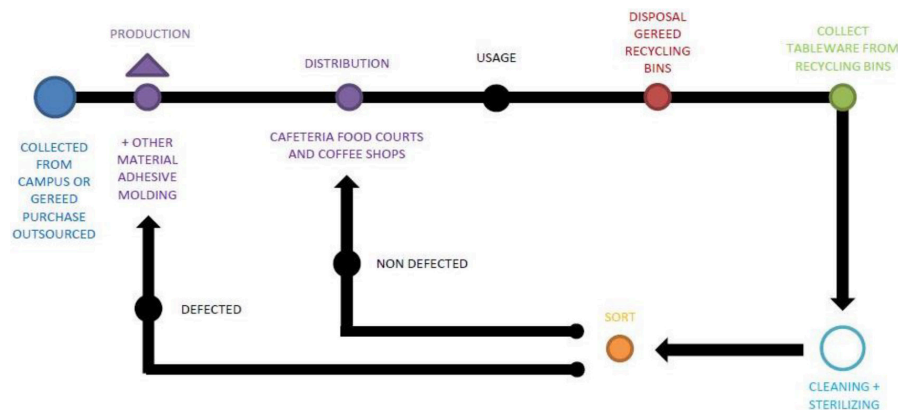 PRODUCTION
DISTRIBUTION
USAGE
DISPOSAL
GEREED
RECYCLING
BINS
COLLECT
TABLEWARE FROM
RECYCLING BINS
COLLECTED
FROM
CAMPUS OR
GEREED
PURCHASE
OUTSOURCED
+ OTHER
MATERIAL
ADHESIVE
MOLDING
CAFETERIA FOOD COURTS
AND COFFEE SHOPS
NON DEFECTED
DEFECTED
SORT
CLEANING +
STERILIZING